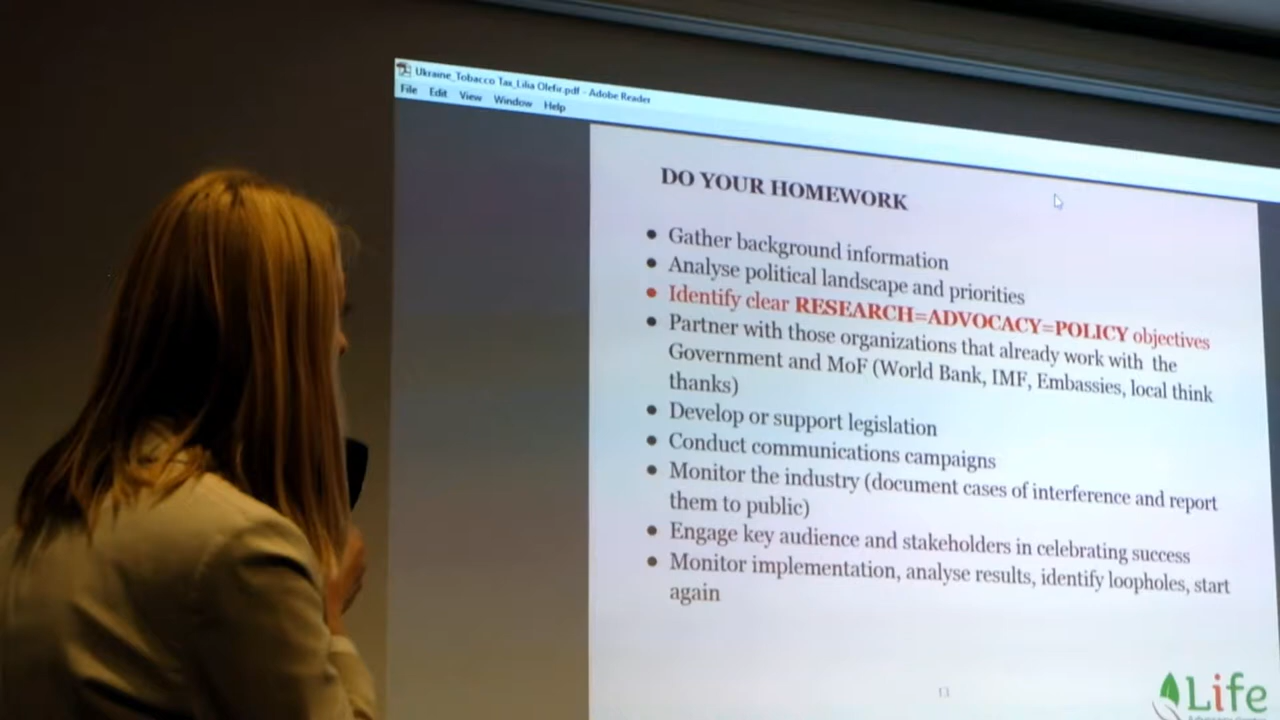 Ukraine_Tobacco Tax_Lilia Olefir.pdf - Adobe Reader
File Edit View Window Help
DO YOUR HOMEWORK
• Gather background information
• Analyse political landscape and priorities
• Identify clear RESEARCH=ADVOCACY=POLICY objectives
• Partner with those organizations that already work with the
Government and MoF (World Bank, IMF, Embassies, local think
thanks)
• Develop or support legislation
• Conduct communications campaigns
• Monitor the industry (document cases of interference and report
them to public)
• Engage key audience and stakeholders in celebrating success
• Monitor implementation, analyse results, identify loopholes, start
again
13
Life